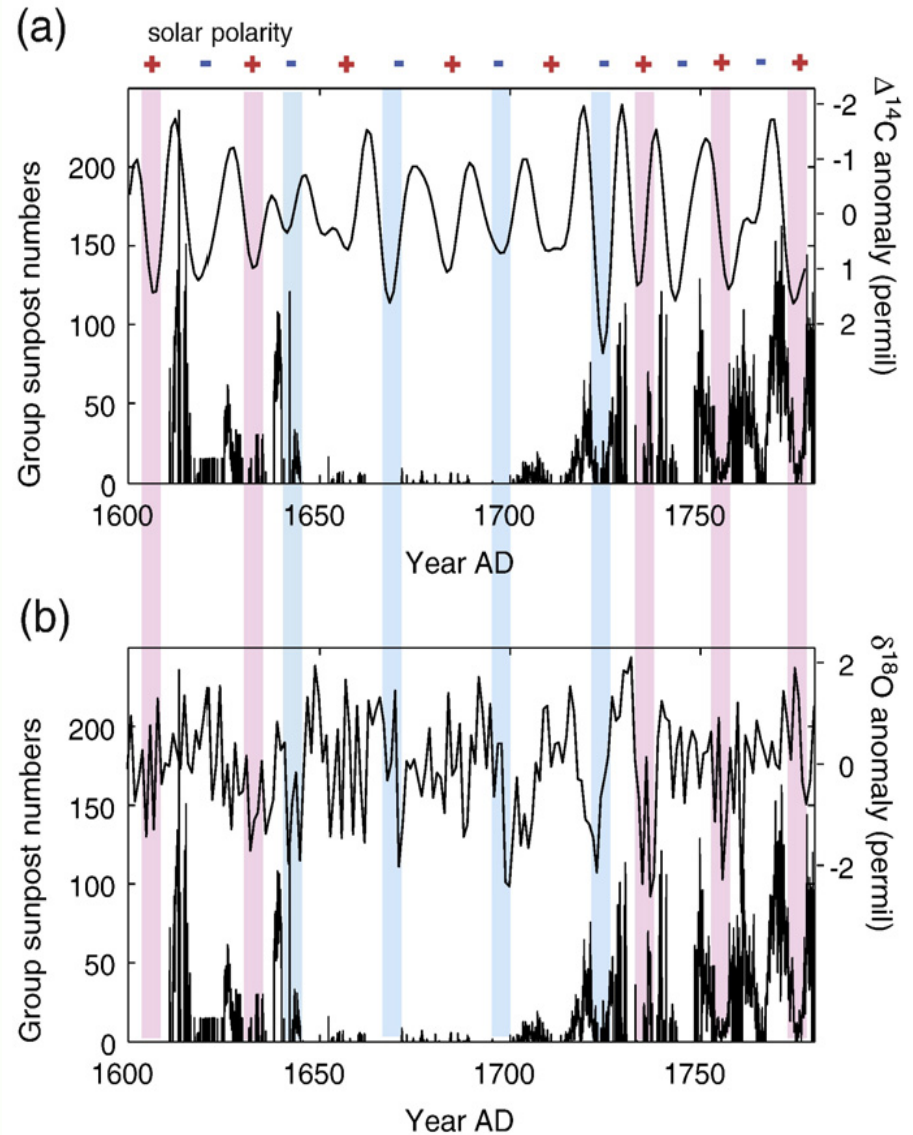 (a)
solar polarity
+ - + - + - + - + - + - + - +
Group sunpost numbers
200
150
100
50
0
-2
-1
0
1
2
Δ14C anomaly (permil)
1600 1650 1700 1750
Year AD
(b)
Group sunpost numbers
200
150
100
50
0
2
0
-2
δ18O anomaly (permil)
1600 1650 1700 1750
Year AD